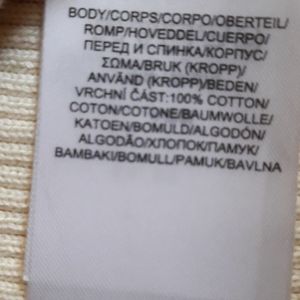 BODY/CORPS/CORPO/OBERTEIL/
ROMP/HOVEDDEL/CUERPO/
ПЕРЕД И СПИНКА/КОРПУС/
ΣΩΜΑ/BRUK (KROPP)/
ANVÄND (KROPP)/BEDEN/
VRCHNÍ ČÁST:100% COTTON/
COTON/COTONE/BAUMWOLLE/
KATOEN/BOMULD/ALGODÓN/
ALGODÃO/ХЛОПОК/ПАМУК/
BAMBAKI/BOMULL/PAMUK/BAVLNA